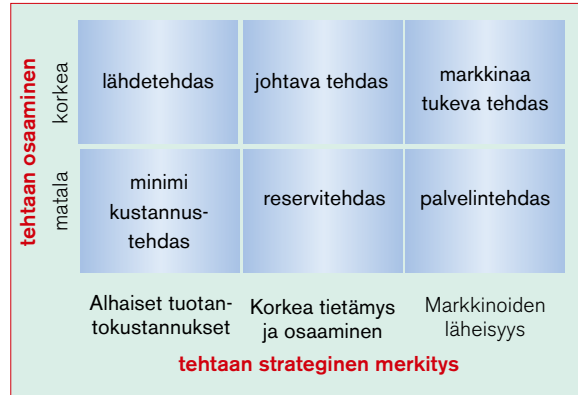 tehtaan osaaminen
korkea
matala
lähdetehdas
johtava tehdas
markkinaa
tukeva tehdas
minimi
kustannus-
tehdas
reservitehdas
palvelintehdas
Alhaiset tuotan-
tokustannukset
Korkea tietämys
ja osaaminen
Markkinoiden
läheisyys
tehtaan strateginen merkitys